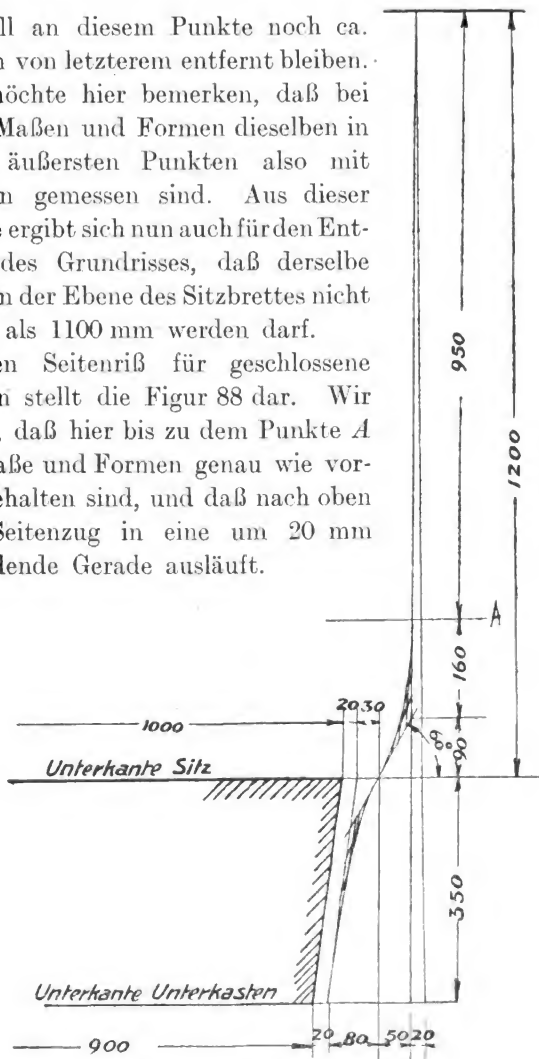 ll an diesem Punkte noch ca.
n von letzterem entfernt bleiben.
nöchte hier bemerken, daß bei
Maßen und Formen dieselben in
äußersten Punkten also mit
n gemessen sind. Aus dieser
e ergibt sich nun auch für den Ent-
des Grundrisses, daß derselbe
n der Ebene des Sitzbrettes nicht
als 1100 mm werden darf.
en Seitenriß für geschlossene
n stellt die Figur 88 dar. Wir
, daß hier bis zu dem Punkte A
aße und Formen genau wie vor-
ehalten sind, und daß nach oben
Seitenzug in eine um 20 mm
lende Gerade ausläuft.
950
1200
A
160
20 30
1000
90
Unterkante Sitz
350
Unterkante Unterkasten
900
20 80 50 20